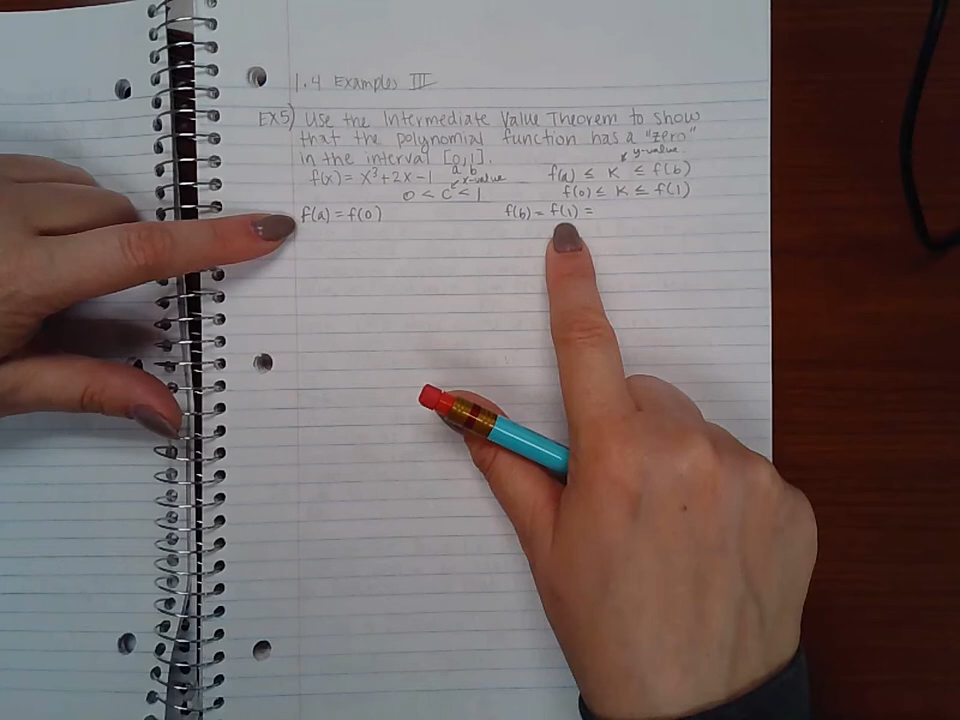 1.4 Examples III
EX5) Use the Intermediate Value Theorem to show
that the polynomial function has a "zero"
in the interval [0,1].
a b
y-value
f(x) = x³+2x-1
x-value
f(a) ≤ K ≤ f(b)
0 < c < 1
f(0) ≤ K ≤ f(1)
f(a) = f(0)
f(b) = f(1) =